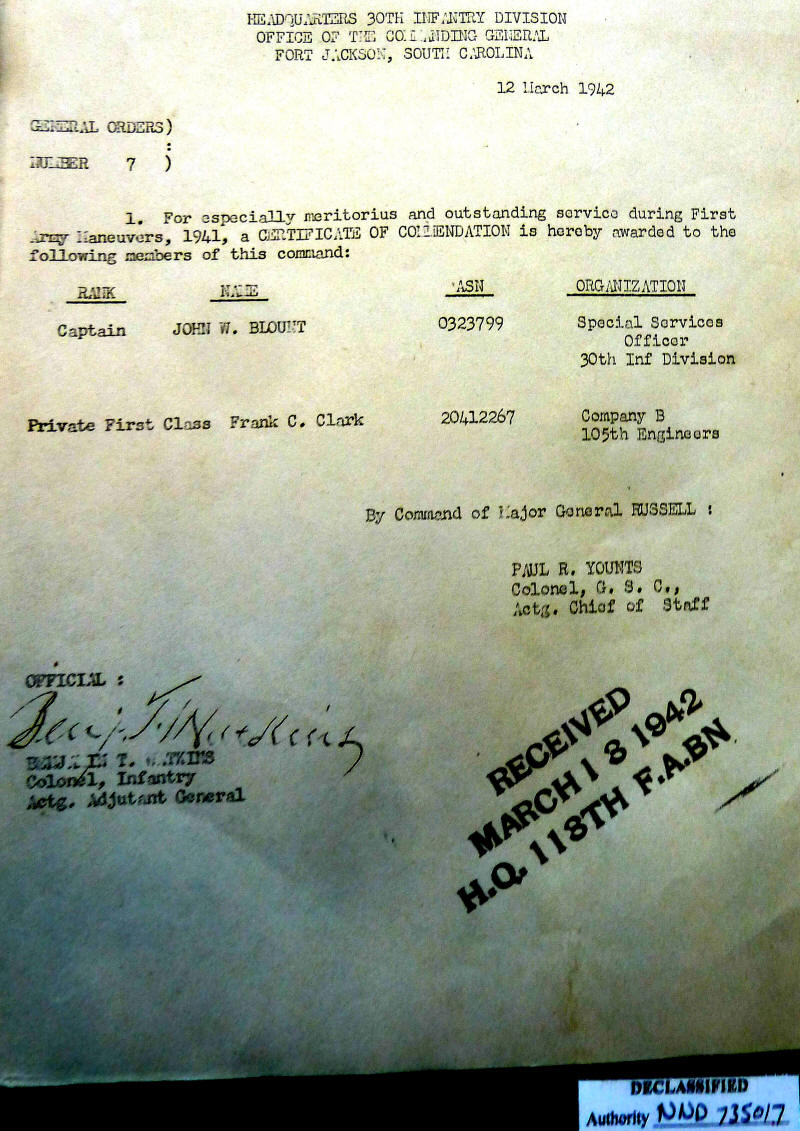 HEADQUARTERS 30TH INFANTRY DIVISION
OFFICE OF THE COMMANDING GENERAL
FORT JACKSON, SOUTH CAROLINA
12 March 1942
GENERAL ORDERS)
:
NUMBER 7 )
1. For especially meritorius and outstanding service during First
Army Maneuvers, 1941, a CERTIFICATE OF COMMENDATION is hereby awarded to the
following members of this command:
RANK NAME ASN ORGANIZATION
Captain JOHN W. BLOUNT 0323799 Special Services
Officer
30th Inf Division
Private First Class Frank C. Clark 20412267 Company B
105th Engineers
By Command of Major General RUSSELL :
PAUL R. YOUNTS
Colonel, G. S. C.,
Actg. Chief of Staff
OFFICIAL :
Benj. T. Watkins
BENJAMIN T. WATKINS
Colonel, Infantry
Actg. Adjutant General
RECEIVED
MARCH 18 1942
H.Q. 118TH F.A.BN
DECLASSIFIED
Authority NND 735017